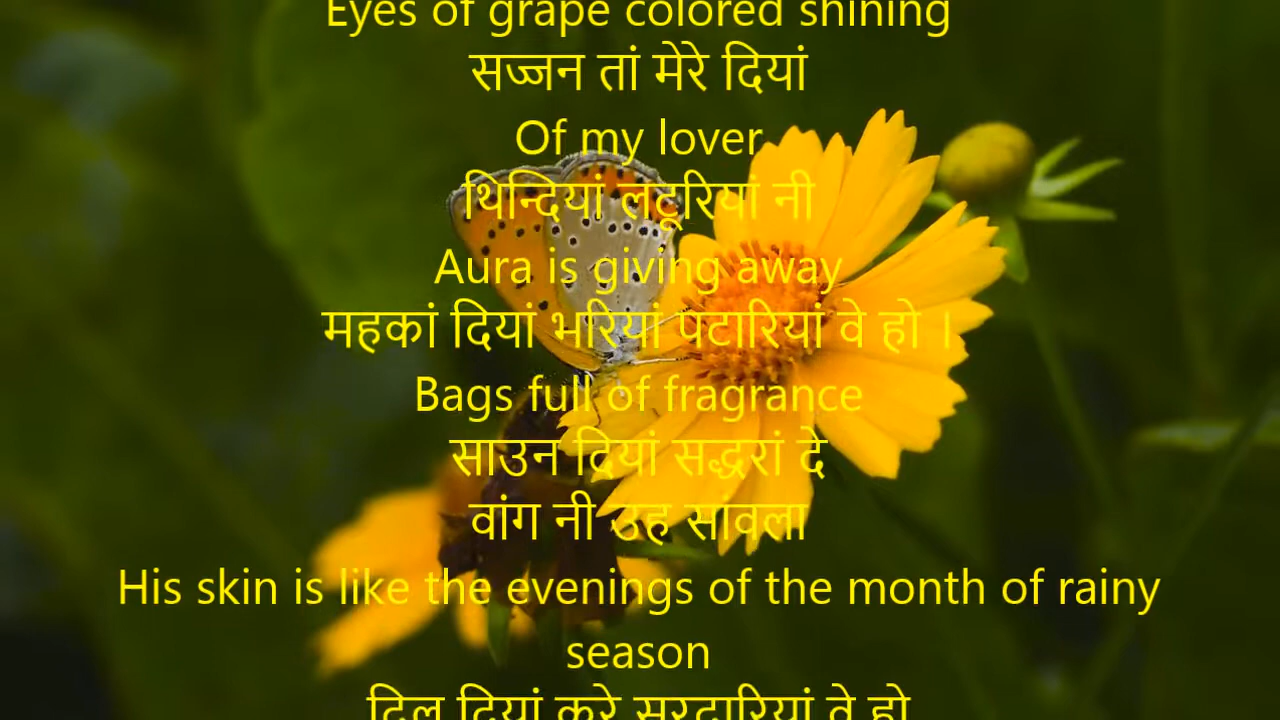 Eyes of grape colored shining
सज्जन तां मेरे दियां
Of my lover
थिन्दियां लटूरियां नी
Aura is giving away
महकां दियां भरियां पटारियां वे हो ।
Bags full of fragrance
साउन दियां सद्धरां दे
वांग नी उह सांवला
His skin is like the evenings of the month of rainy
season
दिल दियां करे सरदारियां वे हो